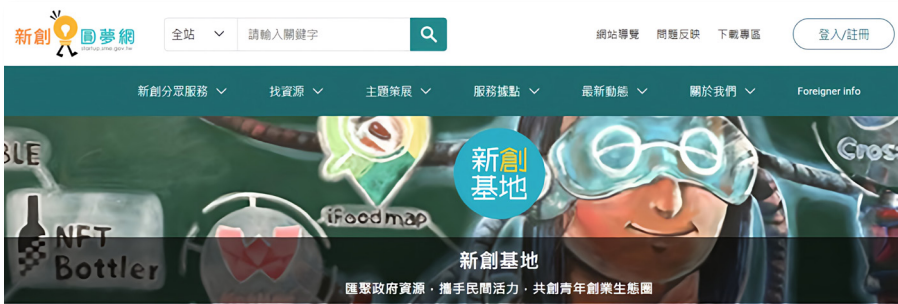 新創圓夢網
startup.sme.gov.tw
全站
請輸入關鍵字
網站導覽 問題反映 下載專區 登入/註冊
新創分眾服務 找資源 主題策展 服務據點 最新動態 關於我們 Foreigner info
BLE
NFT
Bottler
iFoodmap
Cros
新創
基地
新創基地
匯聚政府資源，攜手民間活力，共創青年創業生態圈